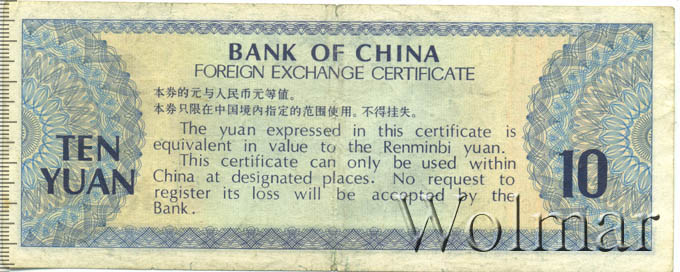 BANK OF CHINA
FOREIGN EXCHANGE CERTIFICATE
本券的元与人民币元等值。
本券只限在中国境内指定的范围使用。不得挂失。
The yuan expressed in this certificate is
equivalent in value to the Renminbi yuan.
This certificate can only be used within
China at designated places. No request to
register its loss will be accepted by the
Bank.
TEN
YUAN
10
Wolmar